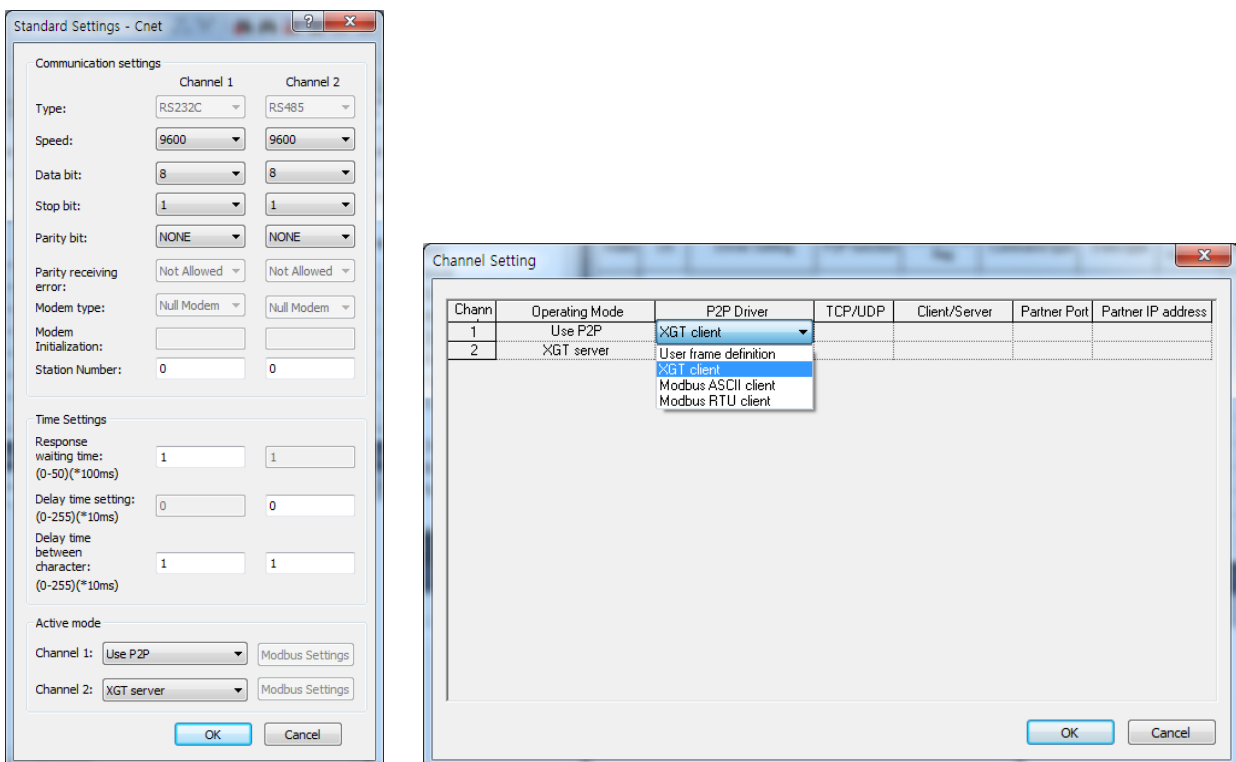 Standard Settings - Cnet
Communication settings
Channel 1 Channel 2
Type: RS232C RS485
Speed: 9600 9600
Data bit: 8 8
Stop bit: 1 1
Parity bit: NONE NONE
Parity receiving
error: Not Allowed Not Allowed
Modem type: Null Modem Null Modem
Modem
Initialization:
Station Number: 0 0
Time Settings
Response
waiting time: 1 1
(0-50)(*100ms)
Delay time setting: 0 0
(0-255)(*10ms)
Delay time
between
character: 1 1
(0-255)(*10ms)
Active mode
Channel 1: Use P2P Modbus Settings
Channel 2: XGT server Modbus Settings
OK Cancel
Channel Setting
Chann Operating Mode P2P Driver TCP/UDP Client/Server Partner Port Partner IP address
1 Use P2P XGT client
2 XGT server
User frame definition
XGT client
Modbus ASCII client
Modbus RTU client
OK Cancel